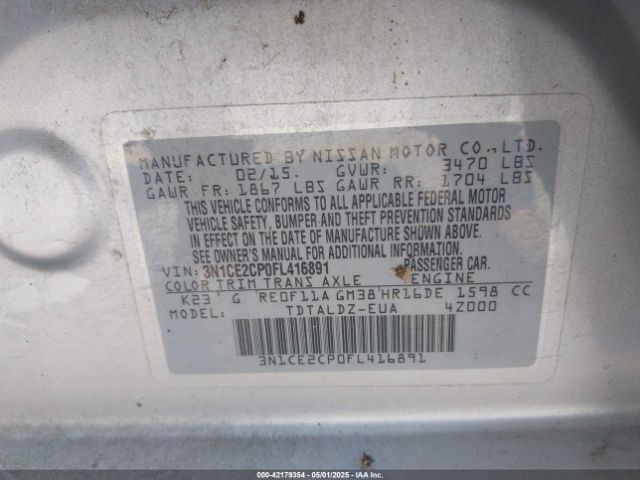 MANUFACTURED BY NISSAN MOTOR CO.,LTD.
DATE: 02/15. GVWR: 3470 LBS
GAWR FR: 1867 LBS GAWR RR: 1704 LBS
THIS VEHICLE CONFORMS TO ALL APPLICABLE FEDERAL MOTOR
VEHICLE SAFETY, BUMPER AND THEFT PREVENTION STANDARDS
IN EFFECT ON THE DATE OF MANUFACTURE SHOWN ABOVE.
SEE OWNER'S MANUAL FOR ADDITIONAL INFORMATION.
VIN: 3N1CE2CP0FL416891 PASSENGER CAR.
COLOR TRIM TRANS AXLE ENGINE
K23 G RE0F11A GM38 HR16DE 1598 CC
MODEL: TDTALDZ-EUA 4Z000
3N1CE2CP0FL416891
000-42179354 | 05/01/2025 | IAAI.COM